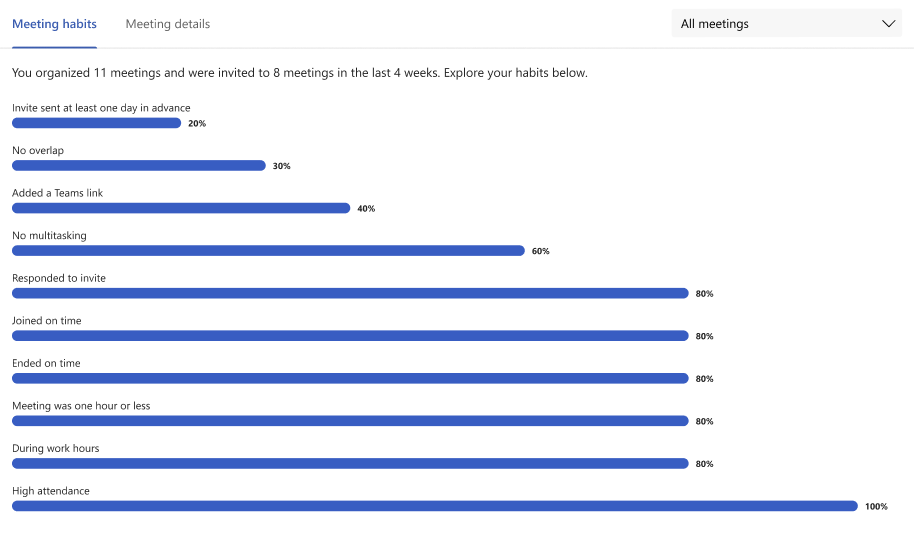 Meeting habits Meeting details All meetings
You organized 11 meetings and were invited to 8 meetings in the last 4 weeks. Explore your habits below.
Invite sent at least one day in advance
20%
No overlap
30%
Added a Teams link
40%
No multitasking
60%
Responded to invite
80%
Joined on time
80%
Ended on time
80%
Meeting was one hour or less
80%
During work hours
80%
High attendance
100%